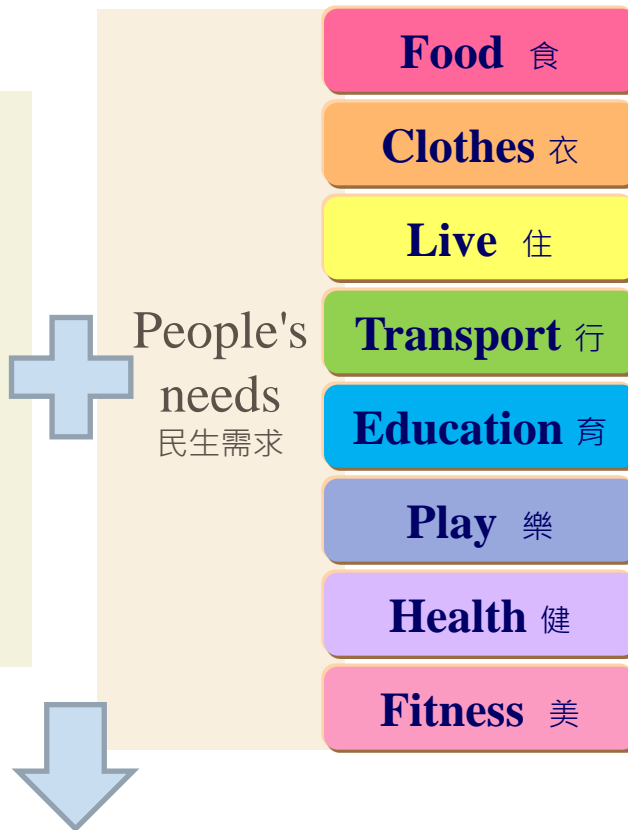 People's
needs
民生需求
Food 食
Clothes 衣
Live 住
Transport 行
Education 育
Play 樂
Health 健
Fitness 美